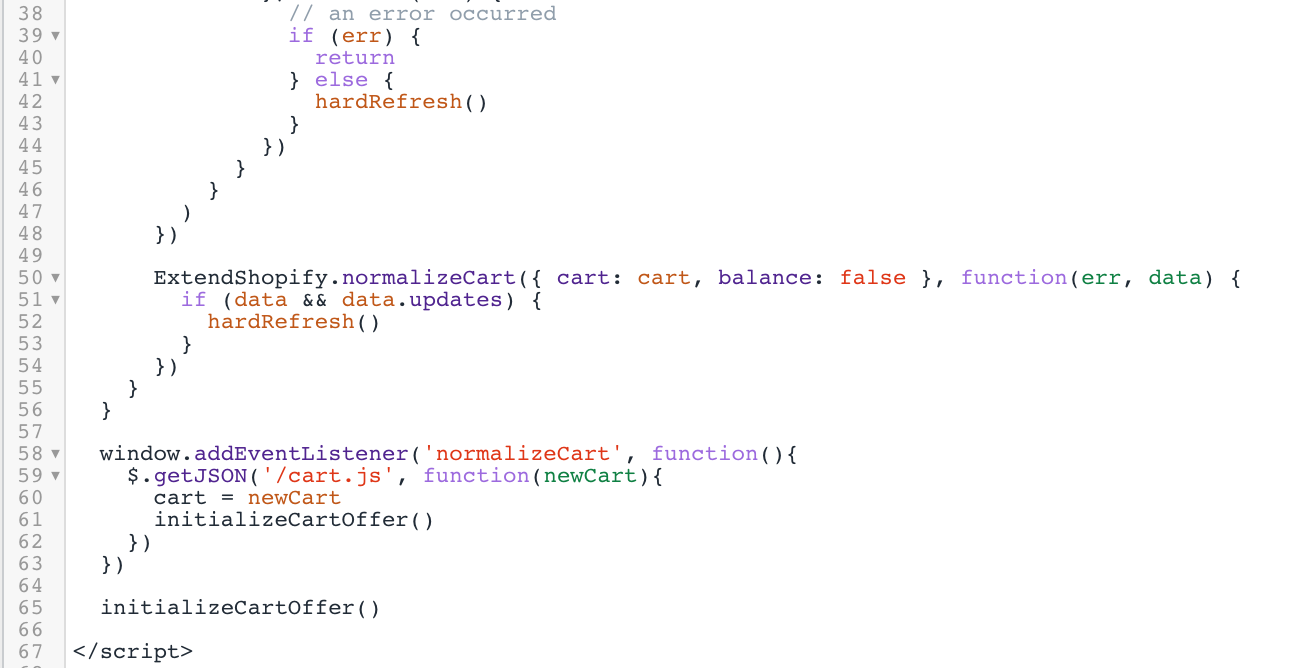 38 // an error occurred
39 ▼ if (err) {
40 return
41 ▼ } else {
42 hardRefresh()
43 }
44 })
45 }
46 }
47 )
48 })
49
50 ▼ ExtendShopify.normalizeCart({ cart: cart, balance: false }, function(err, data) {
51 ▼ if (data && data.updates) {
52 hardRefresh()
53 }
54 })
55 }
56 }
57
58 ▼ window.addEventListener('normalizeCart', function(){
59 ▼ $.getJSON('/cart.js', function(newCart){
60 cart = newCart
61 initializeCartOffer()
62 })
63 })
64
65 initializeCartOffer()
66
67 </script>